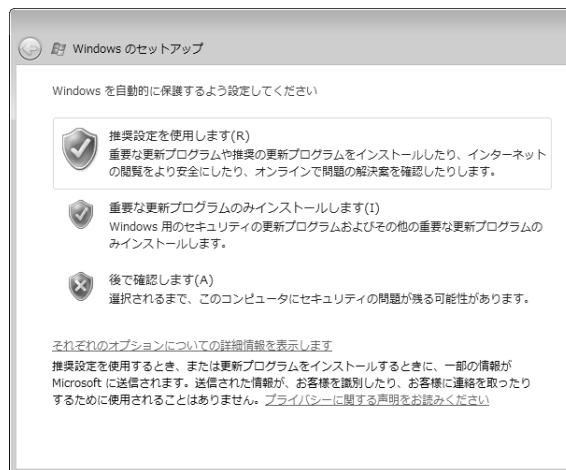 Windows のセットアップ
Windows を自動的に保護するよう設定してください
推奨設定を使用します(R)
重要な更新プログラムや推奨の更新プログラムをインストールしたり、インターネット
の閲覧をより安全にしたり、オンラインで問題の解決案を確認したりします。
重要な更新プログラムのみインストールします(I)
Windows 用のセキュリティの更新プログラムおよびその他の重要な更新プログラムの
みインストールします。
後で確認します(A)
選択されるまで、このコンピュータにセキュリティの問題が残る可能性があります。
それぞれのオプションについての詳細情報を表示します
推奨設定を使用するとき、または更新プログラムをインストールするときに、一部の情報が
Microsoft に送信されます。送信された情報が、お客様を識別したり、お客様に連絡を取ったり
するために使用されることはありません。プライバシーに関する声明をお読みください